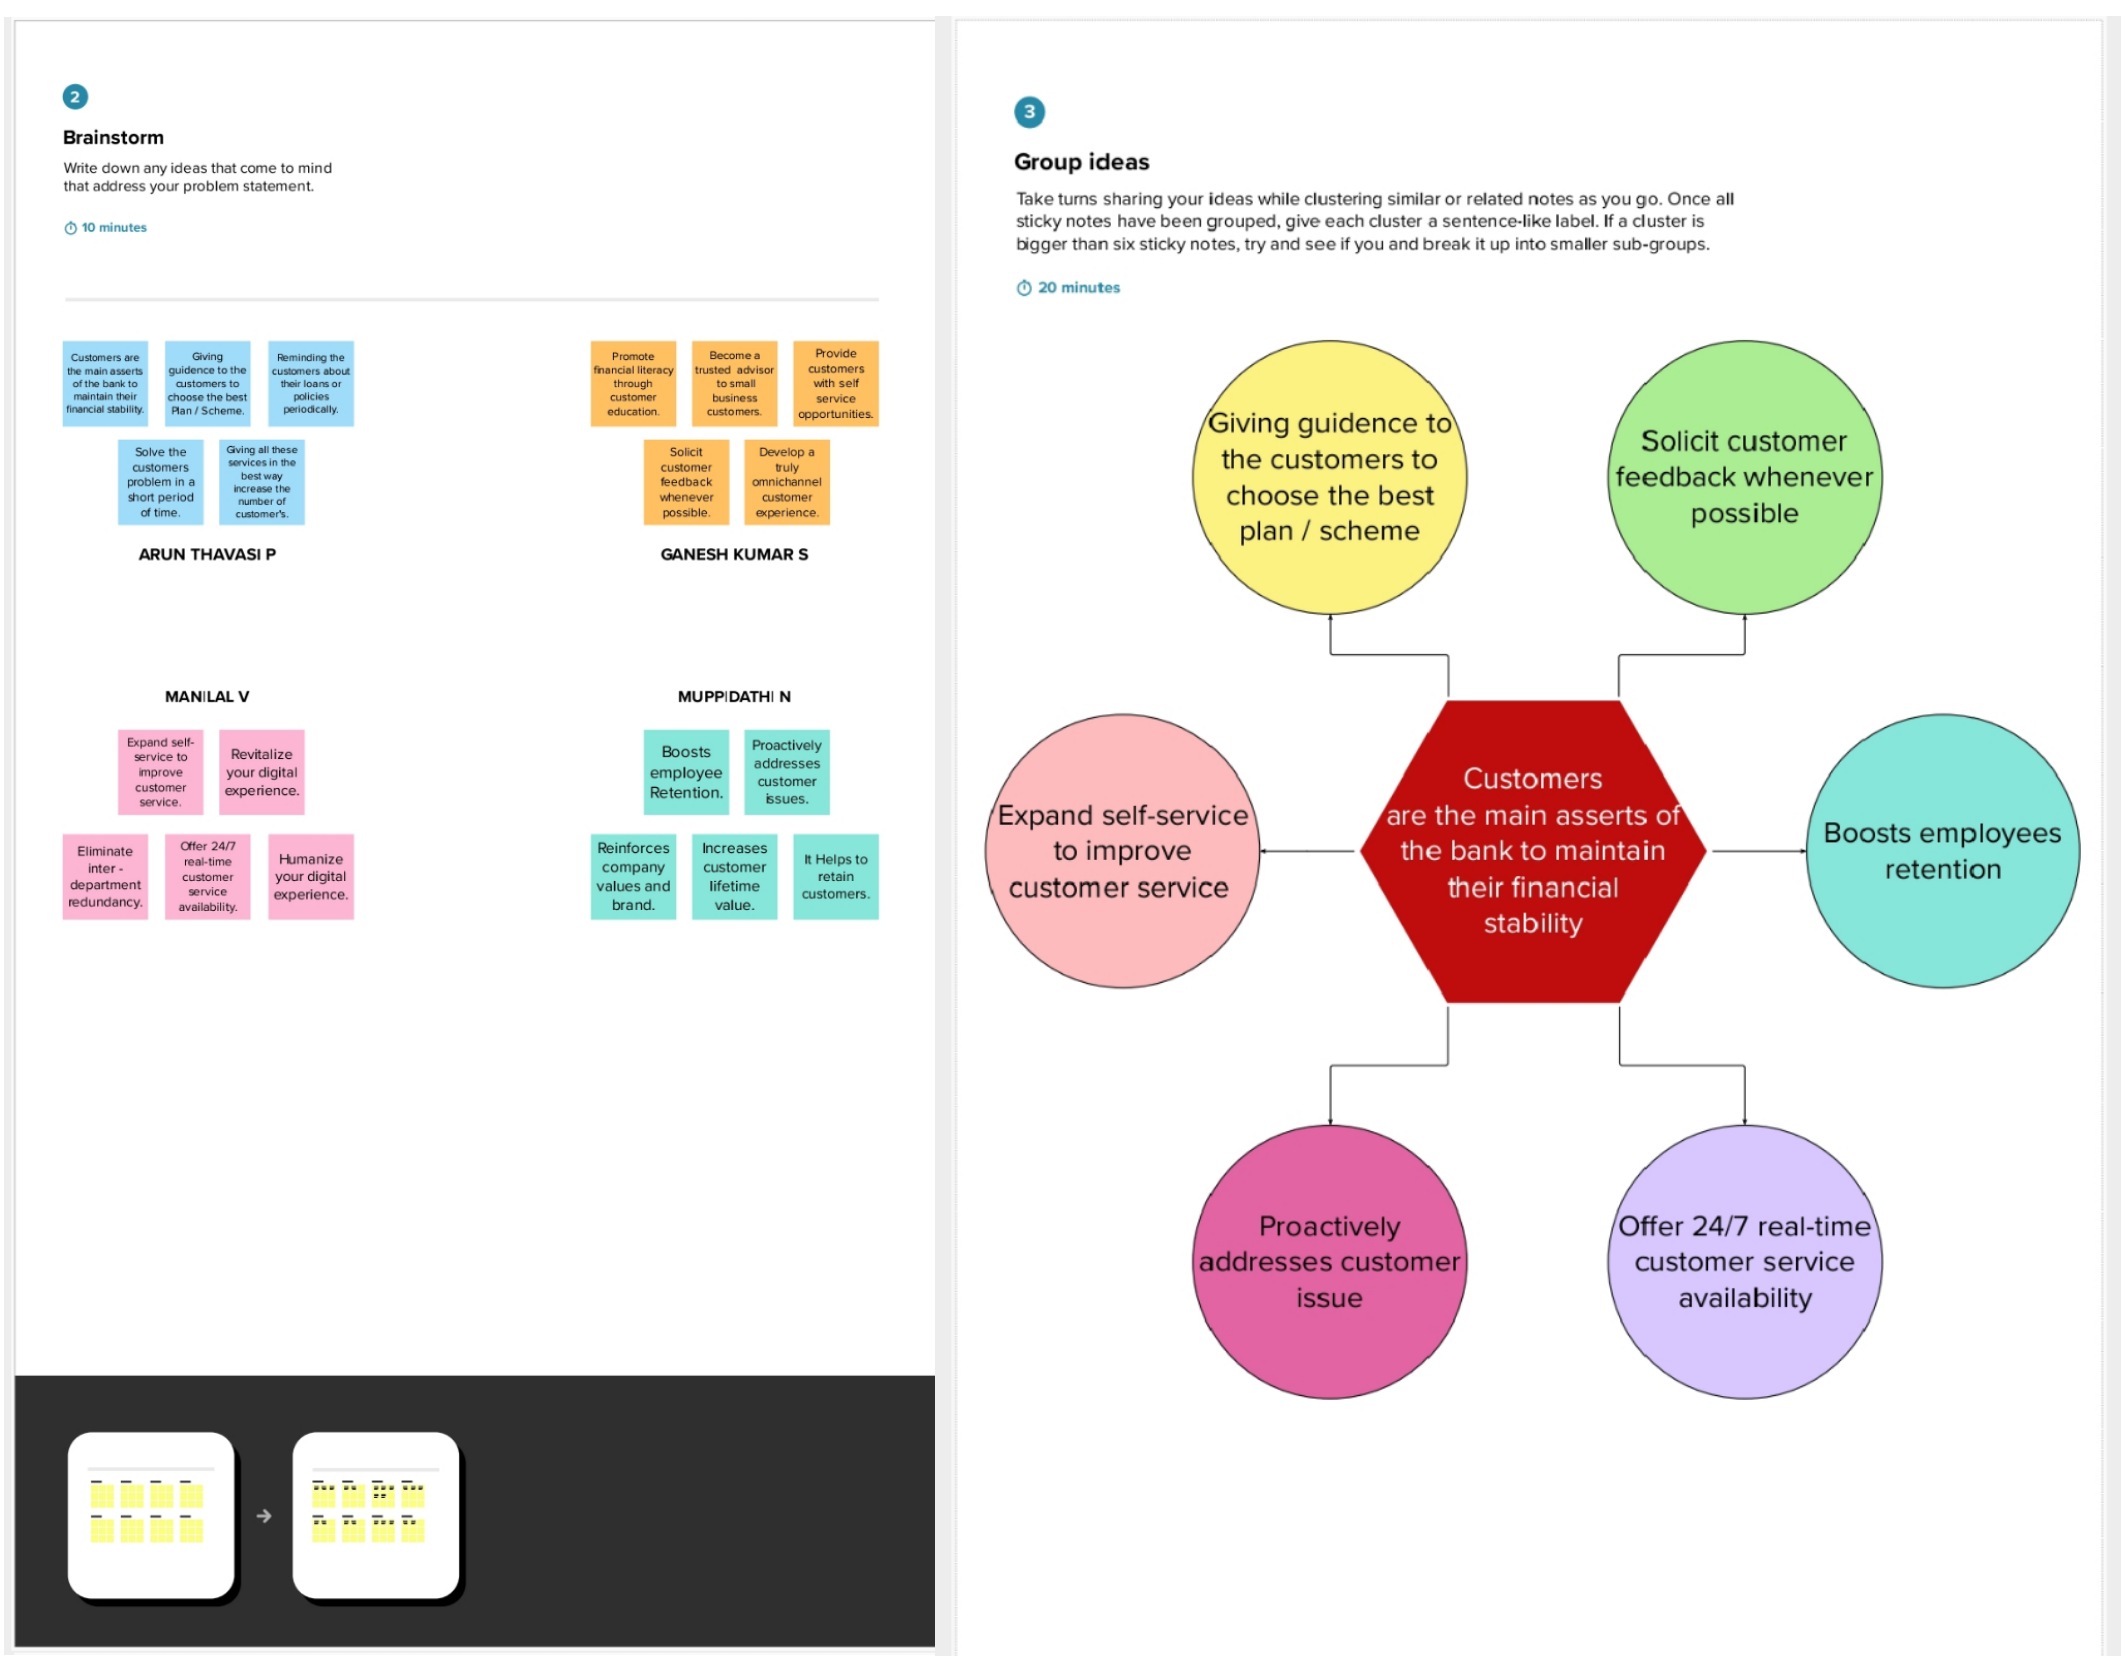 2
Brainstorm
Write down any ideas that come to mind
that address your problem statement.
10 minutes
Customers are
the main asserts
of the bank to
maintain their
financial stability.
Giving
guidence to the
customers to
choose the best
Plan / Scheme.
Reminding the
customers about
their loans or
policies
periodically.
Solve the
customers
problem in a
short period
of time.
Giving all these
services in the
best way
increase the
number of
customer's.
ARUN THAVASI P
Promote
financial literacy
through
customer
education.
Become a
trusted advisor
to small
business
customers.
Provide
customers
with self
service
opportunities.
Solicit
customer
feedback
whenever
possible.
Develop a
truly
omnichannel
customer
experience.
GANESH KUMAR S
MANILAL V
Expand self-
service to
improve
customer
service.
Revitalize
your digital
experience.
Eliminate
inter -
department
redundancy.
Offer 24/7
real-time
customer
service
availability.
Humanize
your digital
experience.
MUPPIDATHI N
Boosts
employee
Retention.
Proactively
addresses
customer
issues.
Reinforces
company
values and
brand.
Increases
customer
lifetime
value.
It Helps to
retain
customers.
3
Group ideas
Take turns sharing your ideas while clustering similar or related notes as you go. Once all
sticky notes have been grouped, give each cluster a sentence-like label. If a cluster is
bigger than six sticky notes, try and see if you and break it up into smaller sub-groups.
20 minutes
Giving guidence to
the customers to
choose the best
plan / scheme
Solicit customer
feedback whenever
possible
Expand self-service
to improve
customer service
Customers
are the main asserts of
the bank to maintain
their financial
stability
Boosts employees
retention
Proactively
addresses customer
issue
Offer 24/7 real-time
customer service
availability